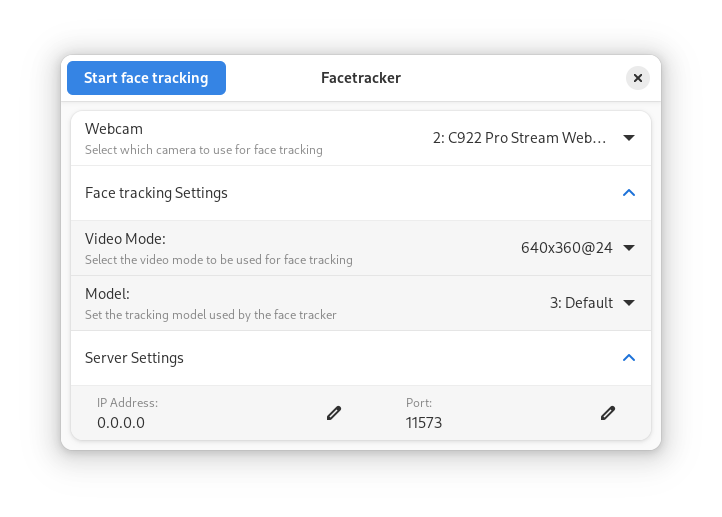 Start face tracking
Facetracker
Webcam
Select which camera to use for face tracking
2: C922 Pro Stream Web…
Face tracking Settings
Video Mode:
Select the video mode to be used for face tracking
640x360@24
Model:
Set the tracking model used by the face tracker
3: Default
Server Settings
IP Address:
0.0.0.0
Port:
11573